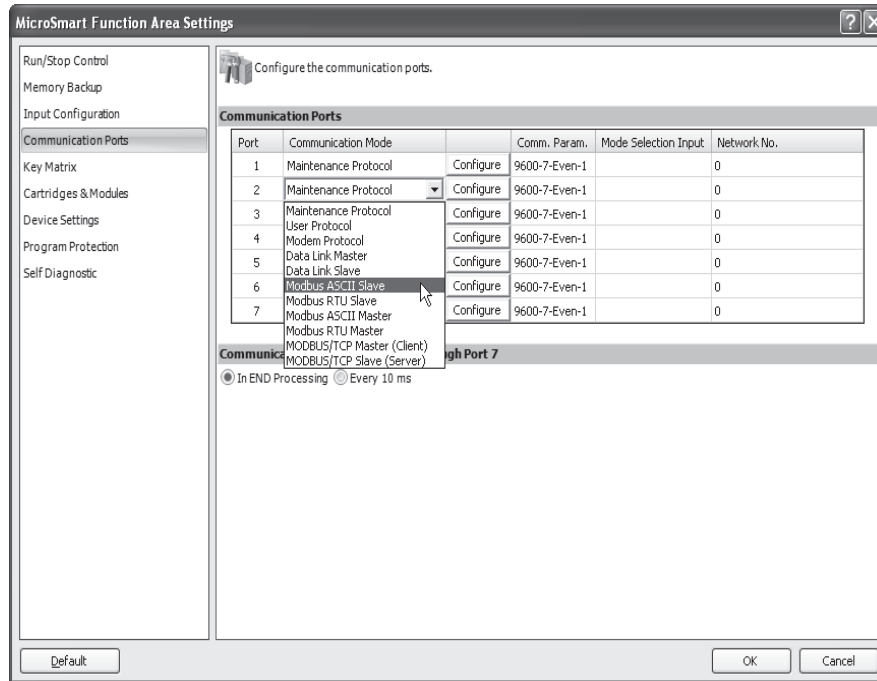 MicroSmart Function Area Settings
Run/Stop Control
Memory Backup
Input Configuration
Communication Ports
Key Matrix
Cartridges & Modules
Device Settings
Program Protection
Self Diagnostic
Configure the communication ports.
Communication Ports
Port Communication Mode Comm. Param. Mode Selection Input Network No.
1 Maintenance Protocol Configure 9600-7-Even-1 0
2 Maintenance Protocol Configure 9600-7-Even-1 0
3 Configure 9600-7-Even-1 0
4 Configure 9600-7-Even-1 0
5 Configure 9600-7-Even-1 0
6 Configure 9600-7-Even-1 0
7 Configure 9600-7-Even-1 0
Maintenance Protocol
User Protocol
Modem Protocol
Data Link Master
Data Link Slave
Modbus ASCII Slave
Modbus RTU Slave
Modbus ASCII Master
Modbus RTU Master
MODBUS/TCP Master (Client)
MODBUS/TCP Slave (Server)
Port 7
In END Processing Every 10 ms
Default
OK
Cancel